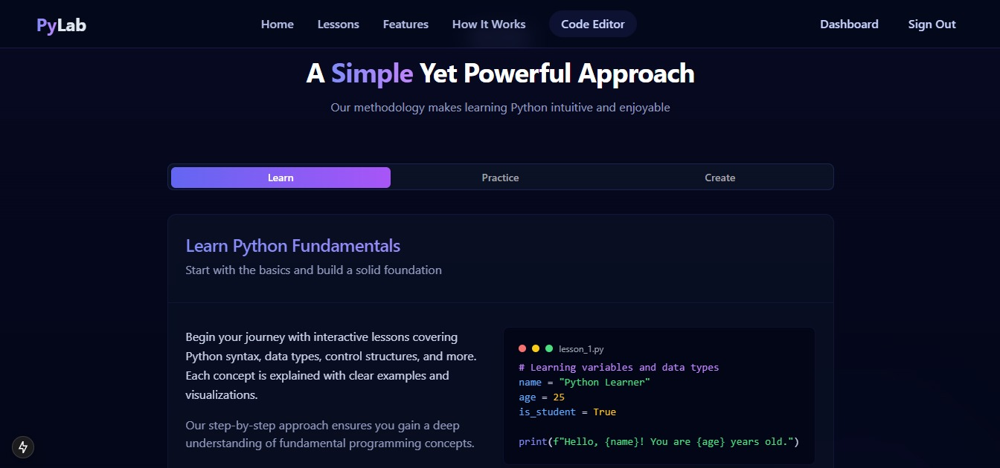 PyLab
Home
Lessons
Features
How It Works
Code Editor
Dashboard
Sign Out
A Simple Yet Powerful Approach
Our methodology makes learning Python intuitive and enjoyable
Learn
Practice
Create
Learn Python Fundamentals
Start with the basics and build a solid foundation
Begin your journey with interactive lessons covering
Python syntax, data types, control structures, and more.
Each concept is explained with clear examples and
visualizations.
Our step-by-step approach ensures you gain a deep
understanding of fundamental programming concepts.
lesson_1.py
# Learning variables and data types
name = "Python Learner"
age = 25
is_student = True
print(f"Hello, {name}! You are {age} years old.")